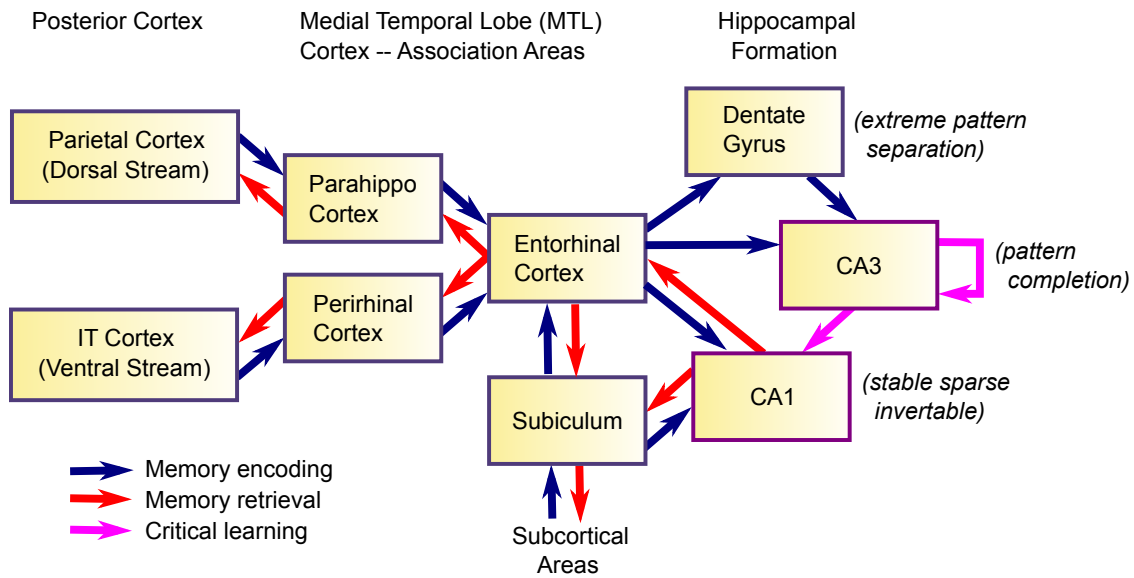 Posterior Cortex
Medial Temporal Lobe (MTL)
Cortex -- Association Areas
Hippocampal
Formation
Parietal Cortex
(Dorsal Stream)
Parahippo
Cortex
Entorhinal
Cortex
Dentate
Gyrus
(extreme pattern
separation)
CA3
(pattern
completion)
IT Cortex
(Ventral Stream)
Perirhinal
Cortex
Subiculum
CA1
(stable sparse
invertable)
Memory encoding
Memory retrieval
Critical learning
Subcortical
Areas